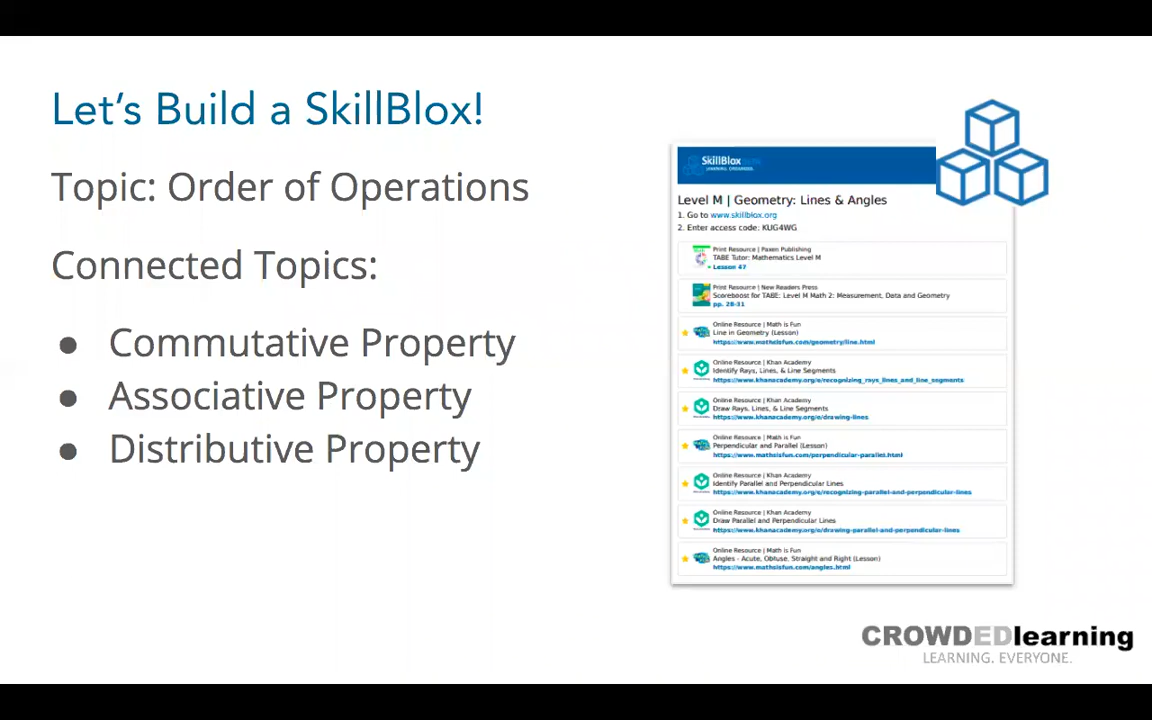 Let's Build a SkillBlox!
Topic: Order of Operations
Connected Topics:
● Commutative Property
● Associative Property
● Distributive Property
SkillBlox
Level M | Geometry: Lines & Angles
1. Go to www.skillblox.org
2. Enter access code: KUG4WG
Print Resource | Paxen Publishing
TABE Tutor: Mathematics Level M
• Lesson 47
Print Resource | New Readers Press
Scoreboost for TABE: Level M Math 2: Measurement, Data and Geometry
pp. 28-31
Online Resource | Math is Fun
Line in Geometry (Lesson)
https://www.mathsisfun.com/geometry/line.html
Online Resource | Khan Academy
Identify Rays, Lines, & Line Segments
https://www.khanacademy.org/e/recognizing_rays_lines_and_line_segments
Online Resource | Khan Academy
Draw Rays, Lines, & Line Segments
https://www.khanacademy.org/e/drawing-lines
Online Resource | Math is Fun
Perpendicular and Parallel (Lesson)
https://www.mathsisfun.com/perpendicular-parallel.html
Online Resource | Khan Academy
Identify Parallel and Perpendicular Lines
https://www.khanacademy.org/e/recognizing-parallel-and-perpendicular-lines
Online Resource | Khan Academy
Draw Parallel and Perpendicular Lines
https://www.khanacademy.org/e/drawing-parallel-and-perpendicular-lines
Online Resource | Math is Fun
Angles - Acute, Obtuse, Straight and Right (Lesson)
https://www.mathsisfun.com/angles.html
CROWDEDlearning
LEARNING. EVERYONE.